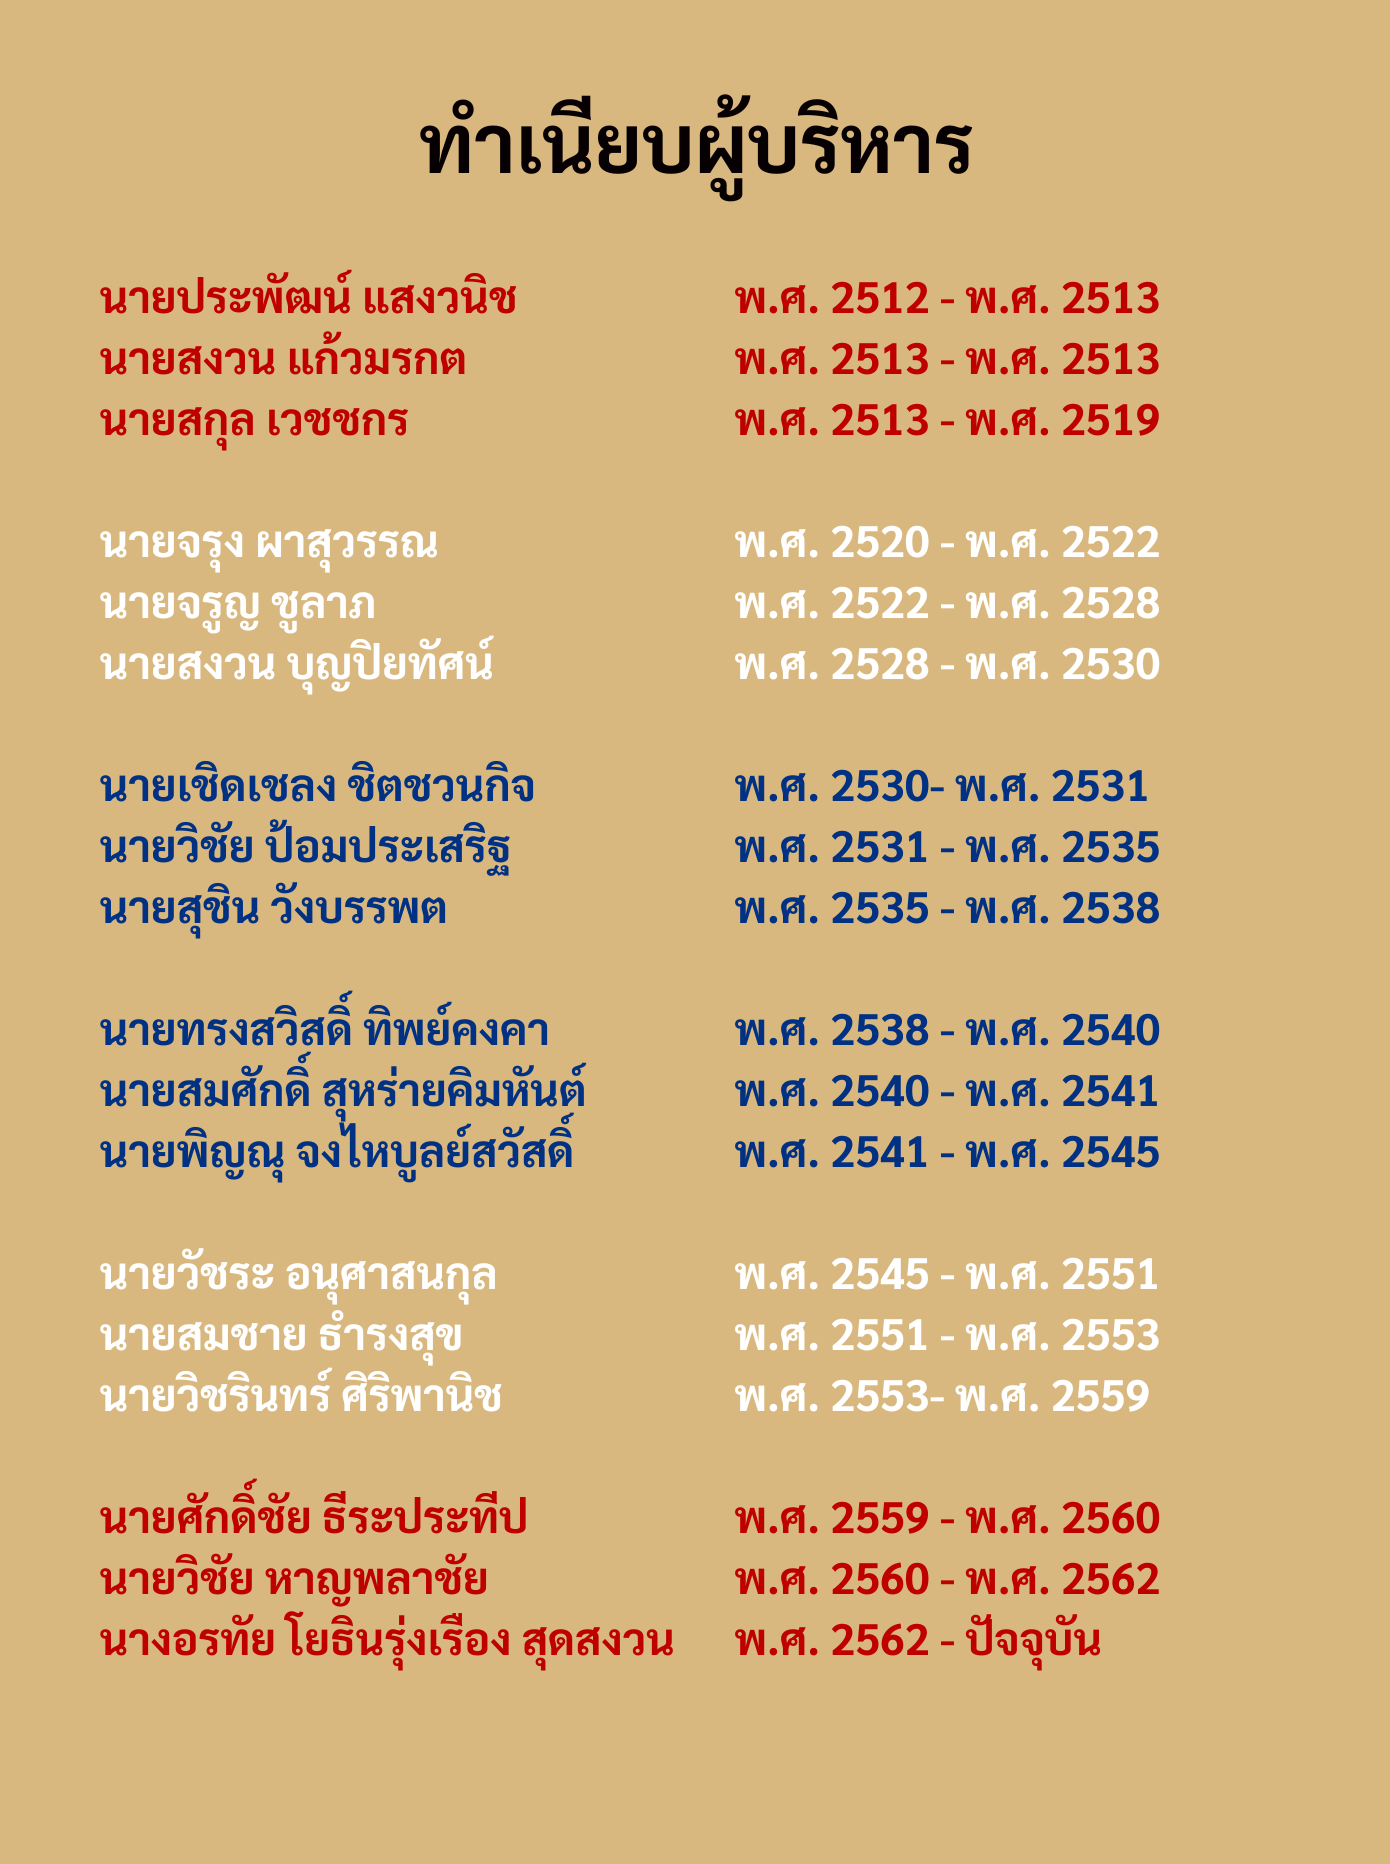 ทำเนียบผู้บริหาร
นายประพัฒน์ แสงวนิช พ.ศ. 2512 - พ.ศ. 2513
นายสงวน แก้วมรกต พ.ศ. 2513 - พ.ศ. 2513
นายสกุล เวชชกร พ.ศ. 2513 - พ.ศ. 2519
นายจรุง ผาสุวรรณ พ.ศ. 2520 - พ.ศ. 2522
นายจรูญ ชูลาภ พ.ศ. 2522 - พ.ศ. 2528
นายสงวน บุญปิยทัศน์ พ.ศ. 2528 - พ.ศ. 2530
นายเชิดเชลง ชิตชวนกิจ พ.ศ. 2530- พ.ศ. 2531
นายวิชัย ป้อมประเสริฐ พ.ศ. 2531 - พ.ศ. 2535
นายสุชิน วังบรรพต พ.ศ. 2535 - พ.ศ. 2538
นายทรงสวิสดิ์ ทิพย์คงคา พ.ศ. 2538 - พ.ศ. 2540
นายสมศักดิ์ สุหร่ายคิมหันต์ พ.ศ. 2540 - พ.ศ. 2541
นายพิญณุ จงไหบูลย์สวัสดิ์ พ.ศ. 2541 - พ.ศ. 2545
นายวัชระ อนุศาสนกุล พ.ศ. 2545 - พ.ศ. 2551
นายสมชาย ธำรงสุข พ.ศ. 2551 - พ.ศ. 2553
นายวิชรินทร์ ศิริพานิช พ.ศ. 2553- พ.ศ. 2559
นายศักดิ์ชัย ธีระประทีป พ.ศ. 2559 - พ.ศ. 2560
นายวิชัย หาญพลาชัย พ.ศ. 2560 - พ.ศ. 2562
นางอรทัย โยธินรุ่งเรือง สุดสงวน พ.ศ. 2562 - ปัจจุบัน